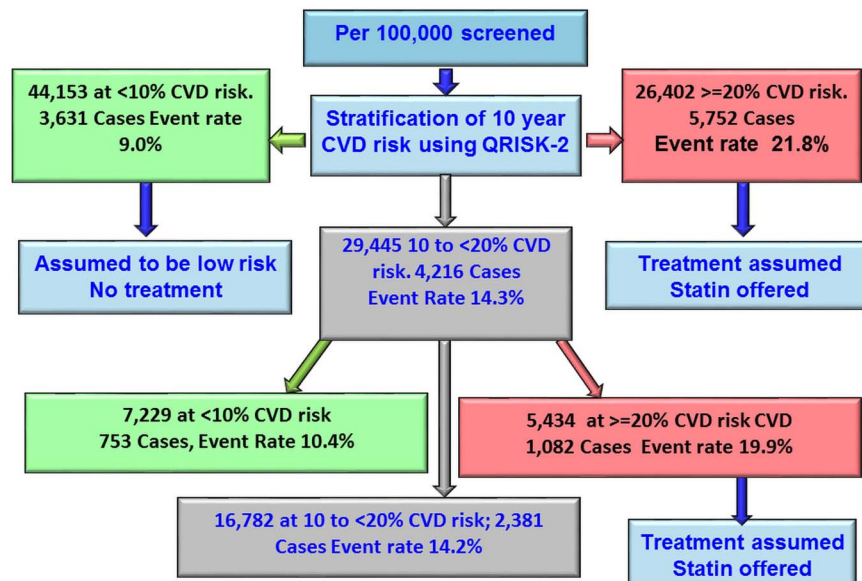 Per 100,000 screened
44,153 at <10% CVD risk.
3,631 Cases Event rate
9.0%
Stratification of 10 year
CVD risk using QRISK-2
26,402 >=20% CVD risk.
5,752 Cases
Event rate 21.8%
Assumed to be low risk
No treatment
29,445 10 to <20% CVD
risk. 4,216 Cases
Event Rate 14.3%
Treatment assumed
Statin offered
7,229 at <10% CVD risk
753 Cases, Event Rate 10.4%
5,434 at >=20% CVD risk CVD
1,082 Cases Event rate 19.9%
16,782 at 10 to <20% CVD risk; 2,381
Cases Event rate 14.2%
Treatment assumed
Statin offered